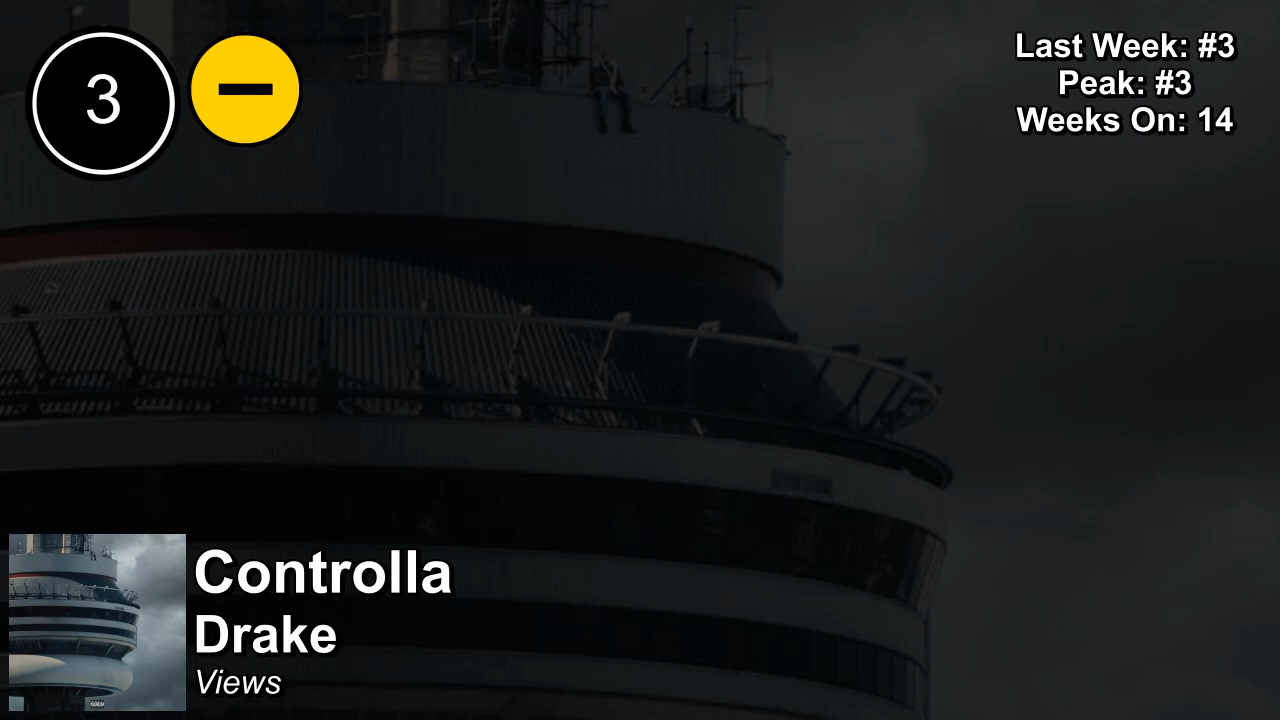 3
Last Week: #3
Peak: #3
Weeks On: 14
Controlla
Drake
Views